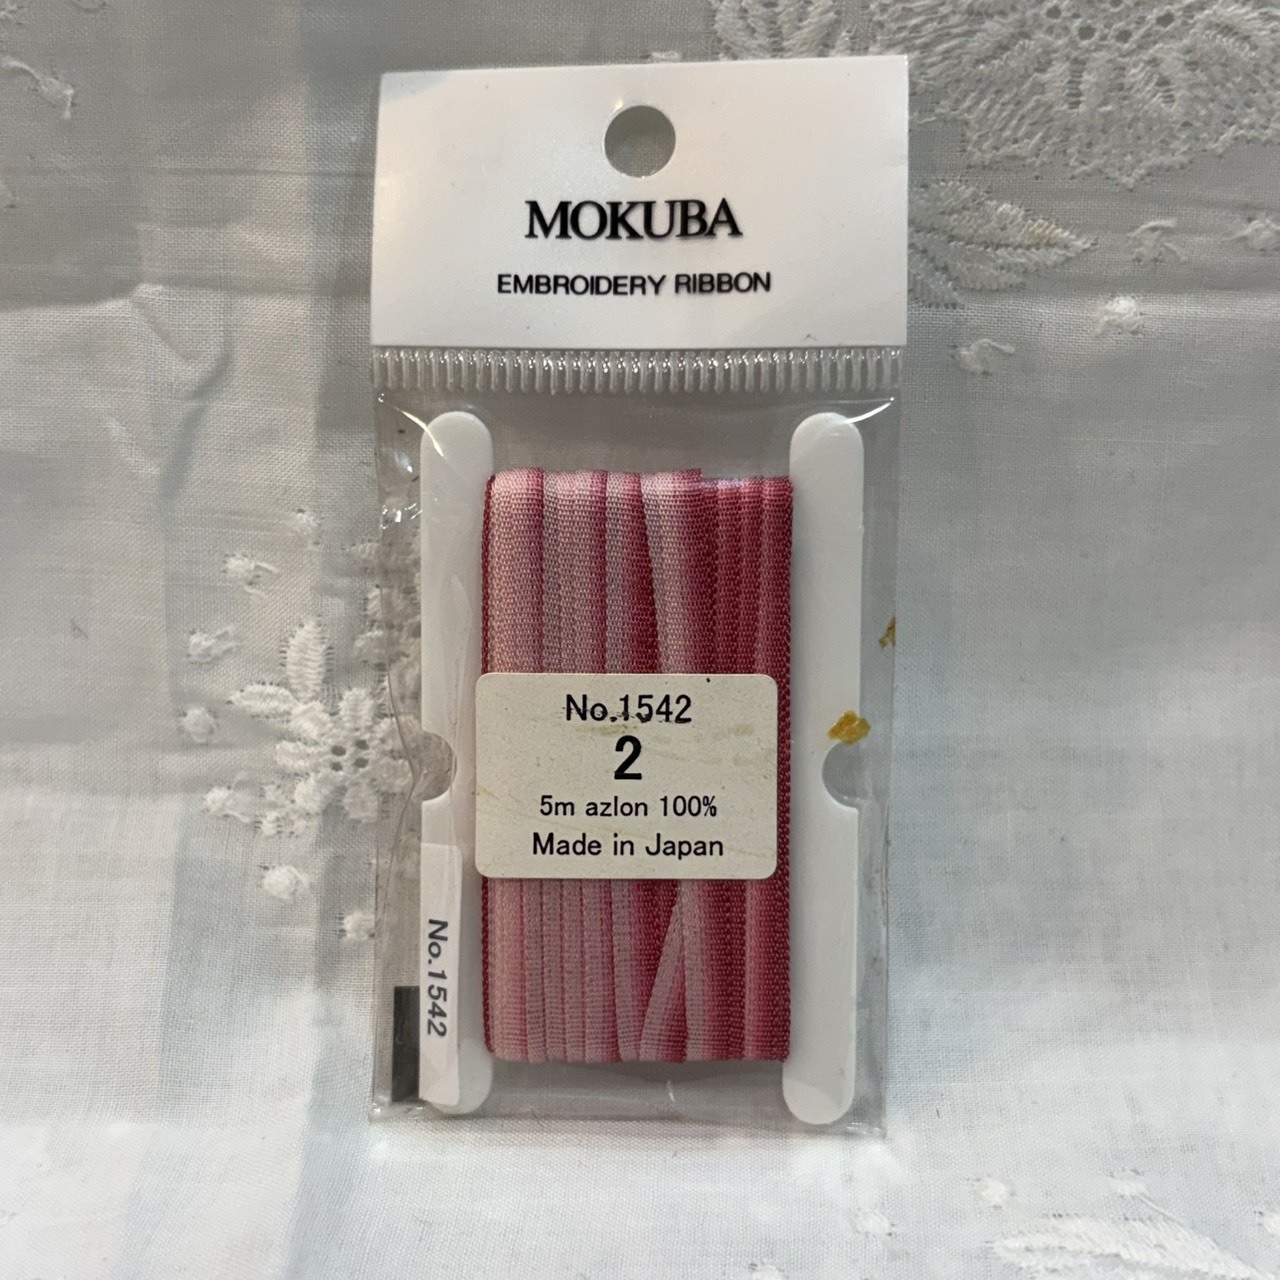 MOKUBA
EMBROIDERY RIBBON
No.1542
2
5m azlon 100%
Made in Japan
No.1542